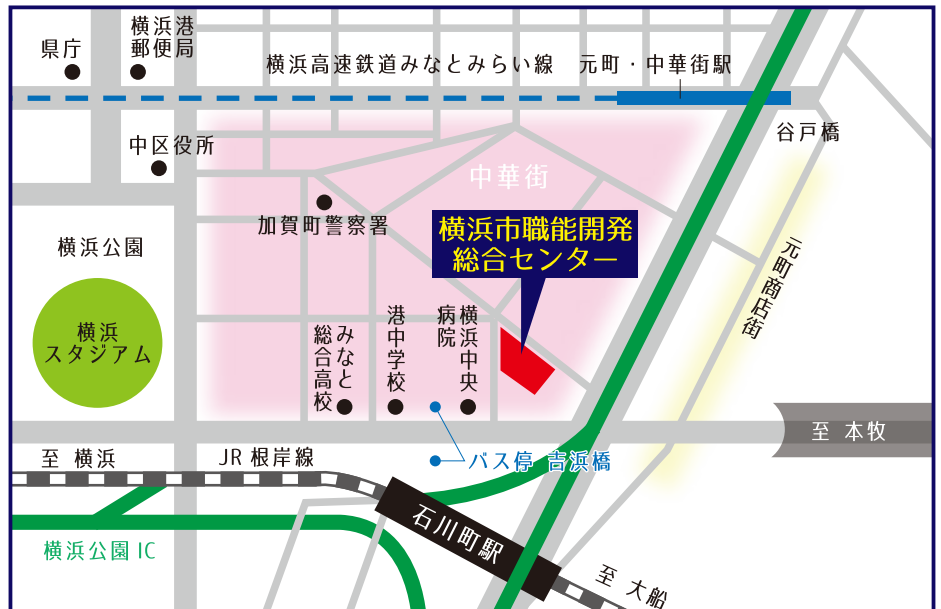 県庁
横浜港
郵便局
横浜高速鉄道みなとみらい線
元町・中華街駅
谷戸橋
中区役所
中華街
加賀町警察署
横浜市職能開発
総合センター
横浜公園
元町商店街
横浜
スタジアム
みなと
総合高校
港中学校
横浜中央
病院
至 本牧
至 横浜
JR 根岸線
バス停 吉浜橋
石川町駅
横浜公園 IC
至 大船